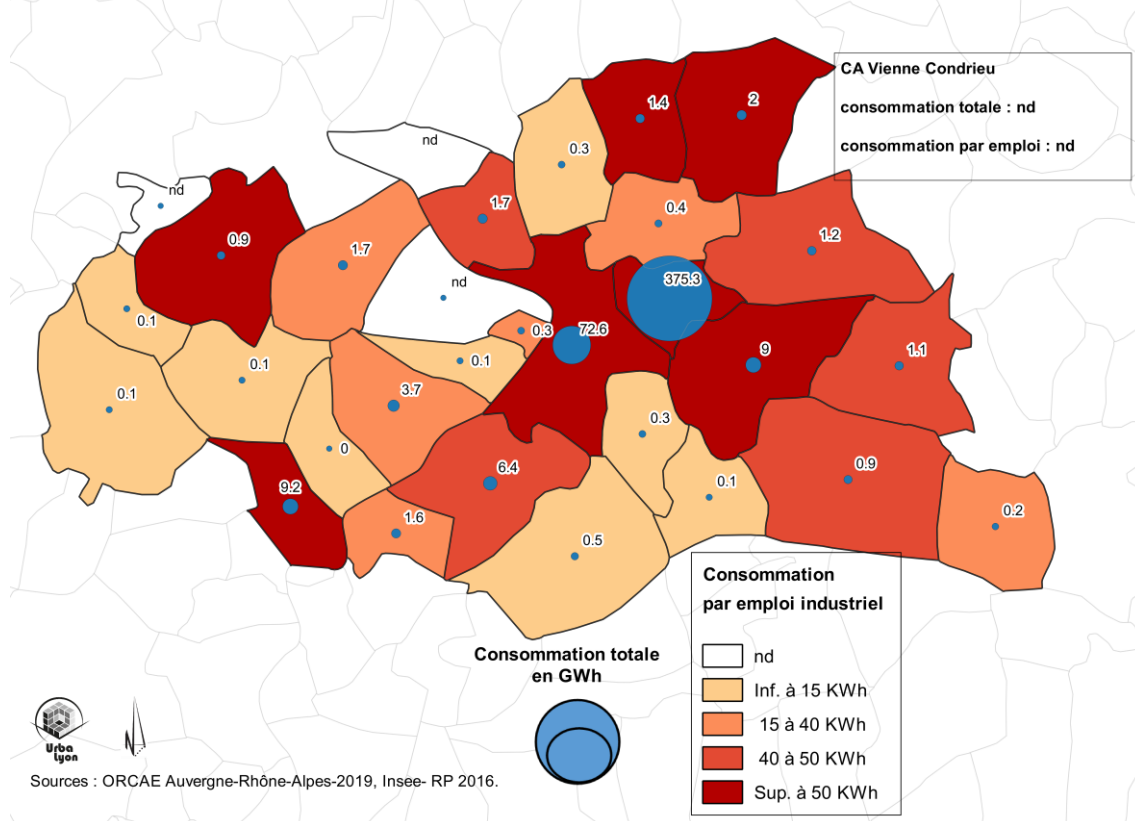 CA Vienne Condrieu
consommation totale : nd
consommation par emploi : nd
1.4
2
0.3
nd
nd
1.7
0.4
0.9
1.7
1.2
nd
375.3
0.1
0.3
72.6
0.1
9
1.1
0.1
0.1
3.7
0.3
0
6.4
0.9
9.2
0.1
1.6
0.5
0.2
Consommation
par emploi industriel
nd
Inf. à 15 KWh
15 à 40 KWh
40 à 50 KWh
Sup. à 50 KWh
Consommation totale
en GWh
Urba
Lyon
Sources : ORCAE Auvergne-Rhône-Alpes-2019, Insee- RP 2016.